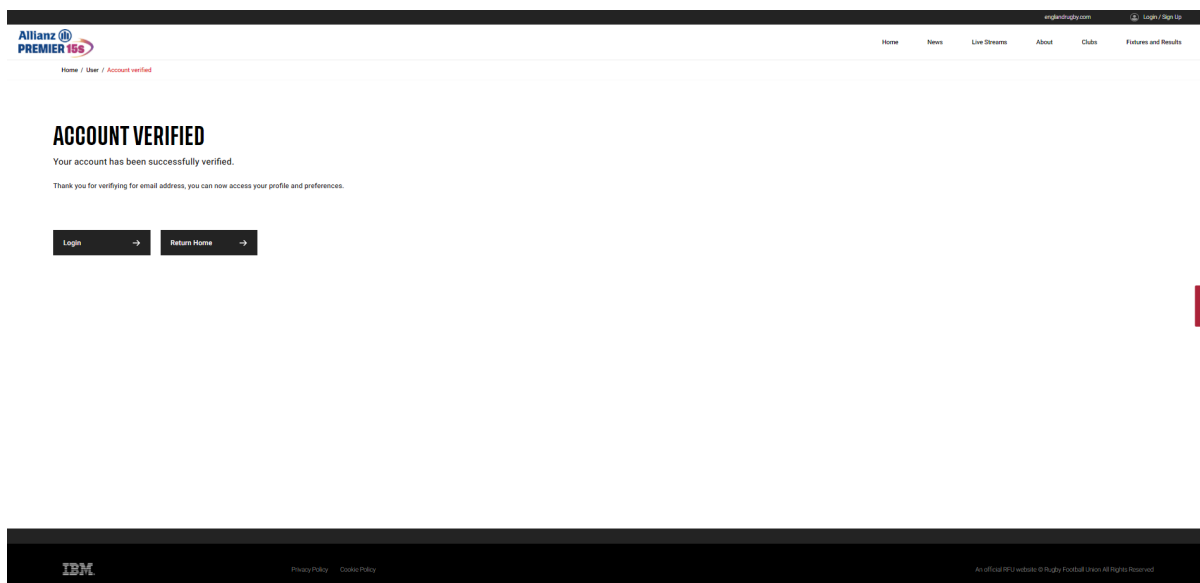 englandrugby.com Login / Sign Up
Allianz
PREMIER 15s
Home News Live Streams About Clubs Fixtures and Results
Home / User / Account verified
ACCOUNT VERIFIED
Your account has been successfully verified.
Thank you for verifiying for email address, you can now access your profile and preferences.
Login Return Home
IBM. Privacy Policy Cookie Policy An official RFU website © Rugby Football Union All Rights Reserved